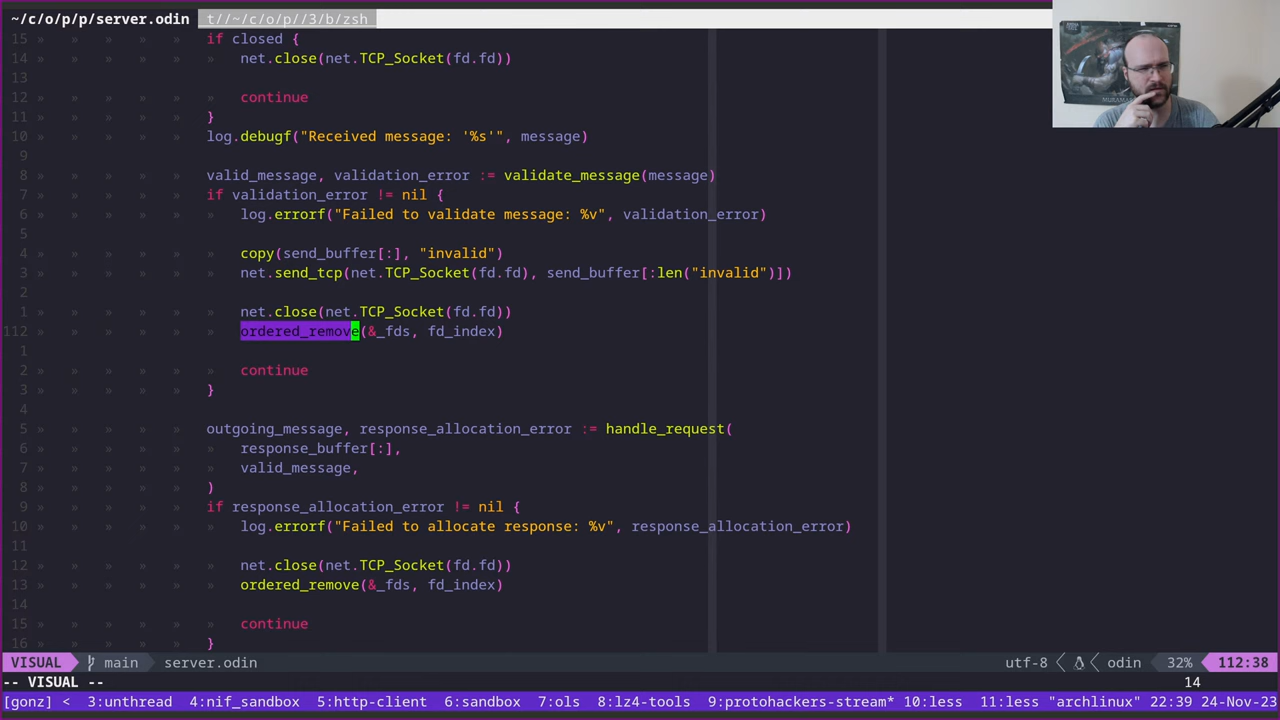 ~/c/o/p/p/server.odin t//~/c/o/p//3/b/zsh
15 » » » » » if closed {
14 » » » » » » net.close(net.TCP_Socket(fd.fd))
13
12 » » » » » » continue
11 » » » » » }
10 » » » » » log.debugf("Received message: '%s'", message)
9
8 » » » » » valid_message, validation_error := validate_message(message)
7 » » » » » if validation_error != nil {
6 » » » » » » log.errorf("Failed to validate message: %v", validation_error)
5
4 » » » » » » copy(send_buffer[:], "invalid")
3 » » » » » » net.send_tcp(net.TCP_Socket(fd.fd), send_buffer[:len("invalid")])
2
1 » » » » » » net.close(net.TCP_Socket(fd.fd))
112 » » » » » ordered_remove(&_fds, fd_index)
1
2 » » » » » » continue
3 » » » » » }
4
5 » » » » » outgoing_message, response_allocation_error := handle_request(
6 » » » » » » response_buffer[:],
7 » » » » » » valid_message,
8 » » » » » )
9 » » » » » if response_allocation_error != nil {
10 » » » » » » log.errorf("Failed to allocate response: %v", response_allocation_error)
11
12 » » » » » » net.close(net.TCP_Socket(fd.fd))
13 » » » » » » ordered_remove(&_fds, fd_index)
14
15 » » » » » » continue
16 » » » » » }
VISUAL main server.odin utf-8 odin 32% 112:38
-- VISUAL -- 14
[gonz] < 3:unthread 4:nif_sandbox 5:http-client 6:sandbox 7:ols 8:lz4-tools 9:protohackers-stream* 10:less 11:less "archlinux" 22:39 24-Nov-23